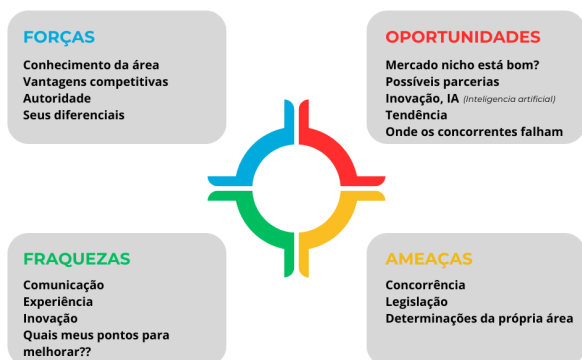 FORÇAS
Conhecimento da área
Vantagens competitivas
Autoridade
Seus diferenciais
OPORTUNIDADES
Mercado nicho está bom?
Possíveis parcerias
Inovação, IA (Inteligencia artificial)
Tendência
Onde os concorrentes falham
FRAQUEZAS
Comunicação
Experiência
Inovação
Quais meus pontos para
melhorar??
AMEAÇAS
Concorrência
Legislação
Determinações da própria área